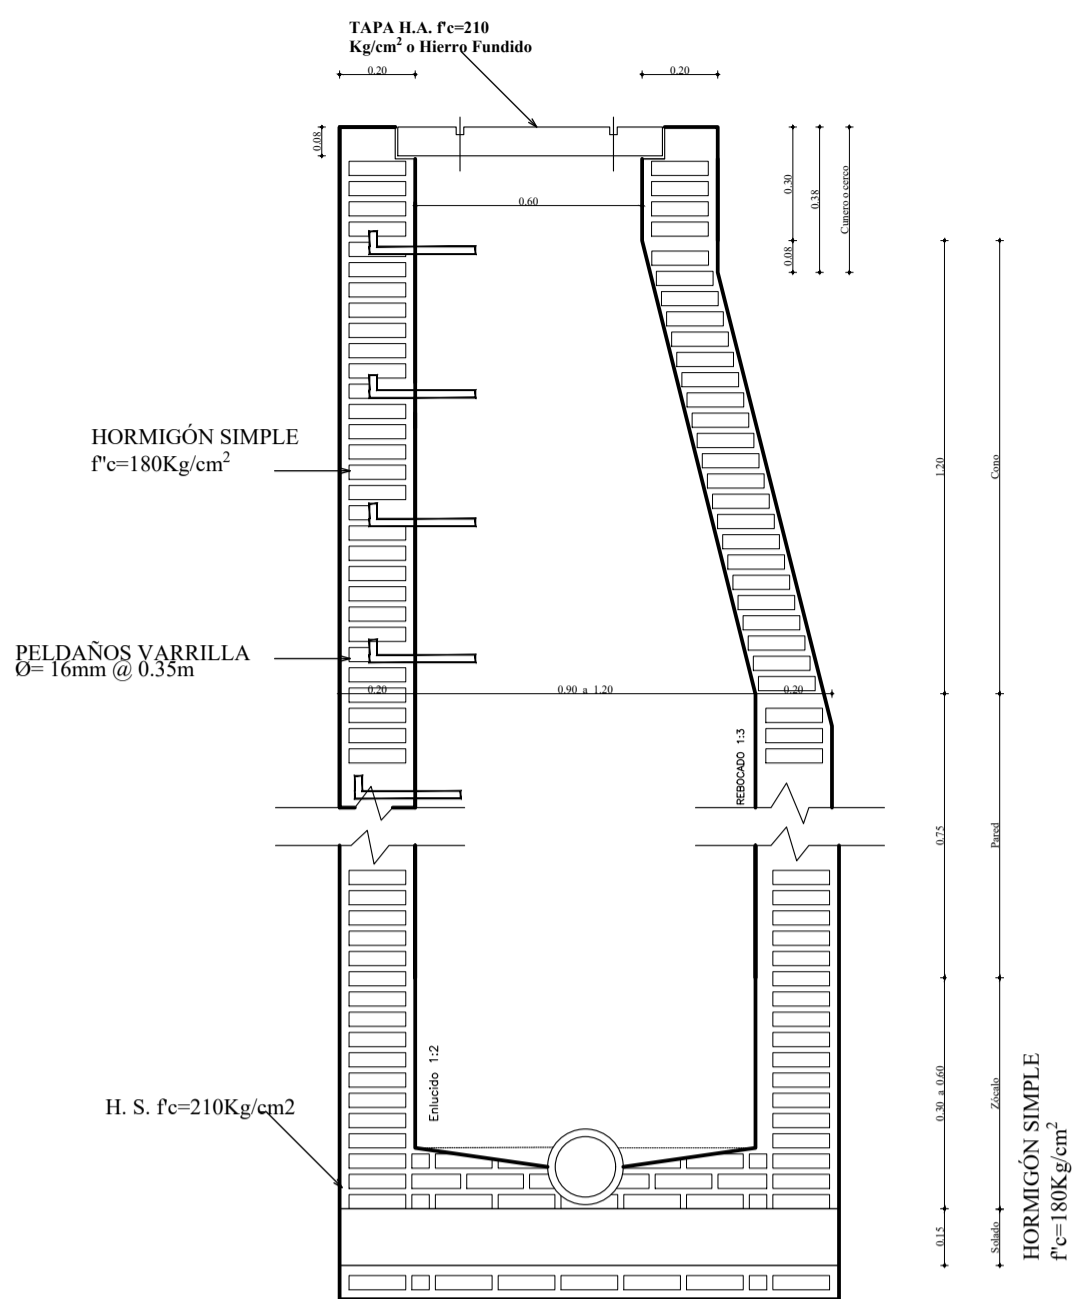 TAPA H.A. f'c=210
Kg/cm² o Hierro Fundido
0.20
0.20
0.08
0.60
0.30
0.38
Cunero o cerco
0.08
HORMIGÓN SIMPLE
f"c=180Kg/cm²
1.20
Cono
PELDAÑOS VARRILLA
Ø= 16mm @ 0.35m
0.20
0.90 a 1.20
0.20
REBOCADO 1:3
0.75
Pared
Enlucido 1:2
H. S. f'c=210Kg/cm2
0.30 a 0.60
Zócalo
0.15
Solado
HORMIGÓN SIMPLE
f"c=180Kg/cm²